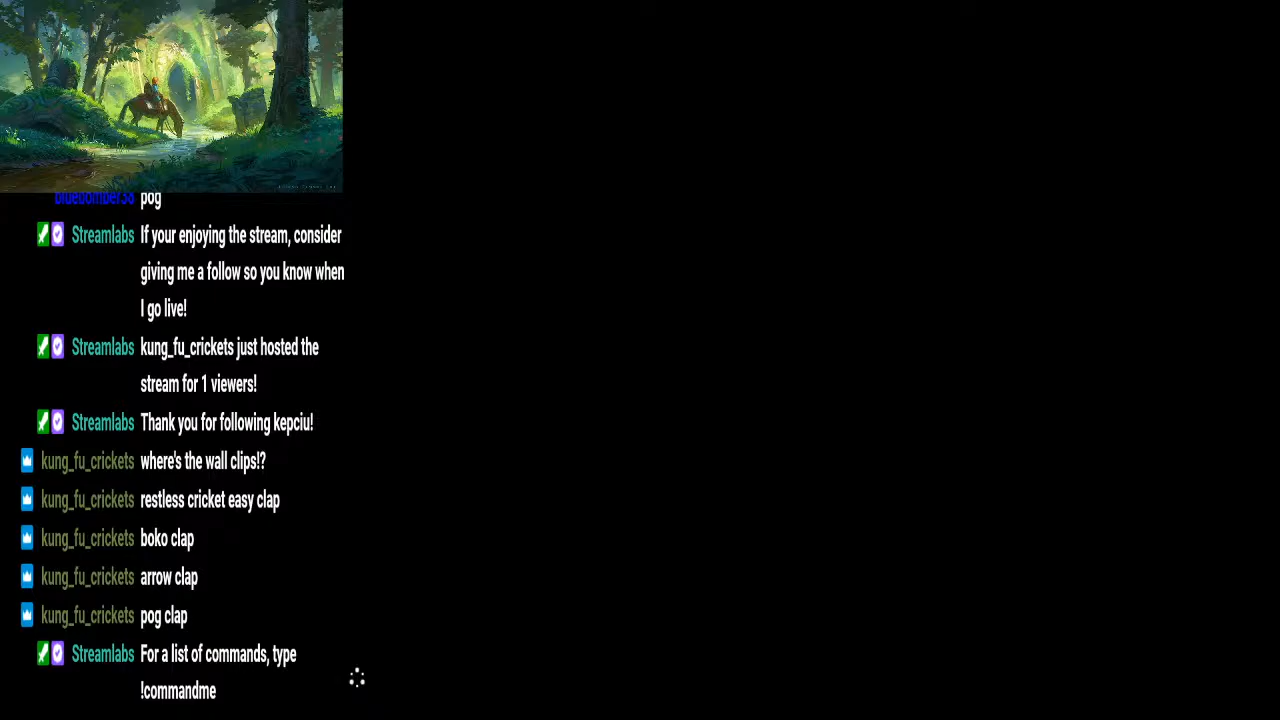 bluebomber38 pog
Streamlabs If your enjoying the stream, consider
giving me a follow so you know when
I go live!
Streamlabs kung_fu_crickets just hosted the
stream for 1 viewers!
Streamlabs Thank you for following kepciu!
kung_fu_crickets where's the wall clips!?
kung_fu_crickets restless cricket easy clap
kung_fu_crickets boko clap
kung_fu_crickets arrow clap
kung_fu_crickets pog clap
Streamlabs For a list of commands, type
!commandme